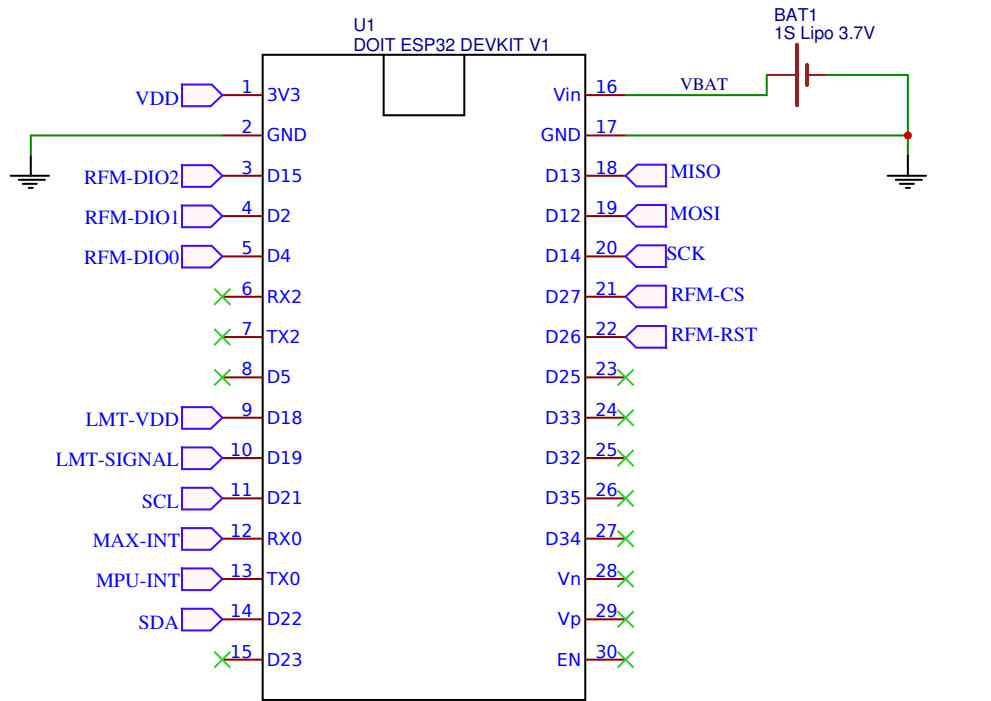 U1
DOIT ESP32 DEVKIT V1
BAT1
1S Lipo 3.7V
VDD 1 3V3 Vin 16 VBAT
2 GND GND 17
RFM-DIO2 3 D15 D13 18 MISO
RFM-DIO1 4 D2 D12 19 MOSI
RFM-DIO0 5 D4 D14 20 SCK
6 RX2 D27 21 RFM-CS
7 TX2 D26 22 RFM-RST
8 D5 D25 23
LMT-VDD 9 D18 D33 24
LMT-SIGNAL 10 D19 D32 25
SCL 11 D21 D35 26
MAX-INT 12 RX0 D34 27
MPU-INT 13 TX0 Vn 28
SDA 14 D22 Vp 29
15 D23 EN 30